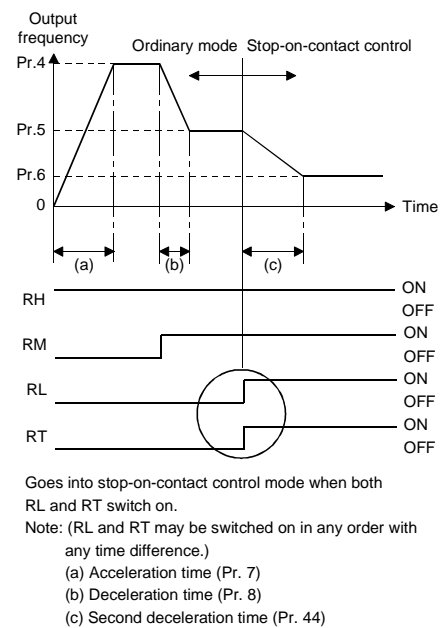 Output
frequency
Ordinary mode Stop-on-contact control
Pr.4
Pr.5
Pr.6
0
Time
(a)
(b)
(c)
RH
ON
OFF
RM
ON
OFF
RL
ON
OFF
RT
ON
OFF
Goes into stop-on-contact control mode when both
RL and RT switch on.
Note: (RL and RT may be switched on in any order with
any time difference.)
(a) Acceleration time (Pr. 7)
(b) Deceleration time (Pr. 8)
(c) Second deceleration time (Pr. 44)